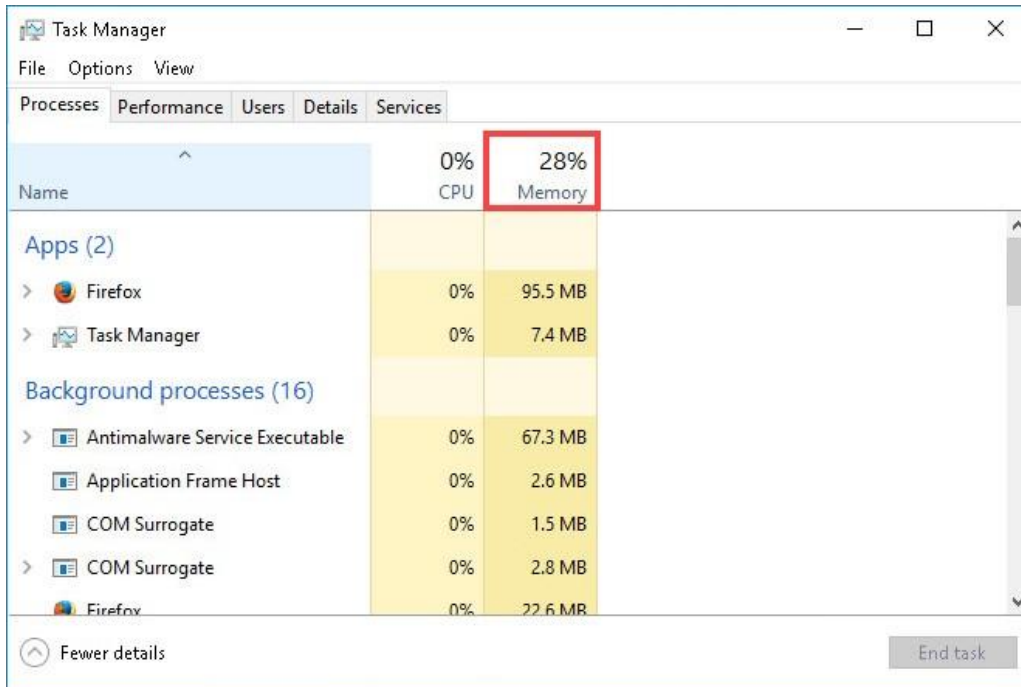 Task Manager
File Options View
Processes Performance Users Details Services
0% 28%
Name CPU Memory
Apps (2)
Firefox 0% 95.5 MB
Task Manager 0% 7.4 MB
Background processes (16)
Antimalware Service Executable 0% 67.3 MB
Application Frame Host 0% 2.6 MB
COM Surrogate 0% 1.5 MB
COM Surrogate 0% 2.8 MB
Firefox 0% 22.6 MB
Fewer details End task